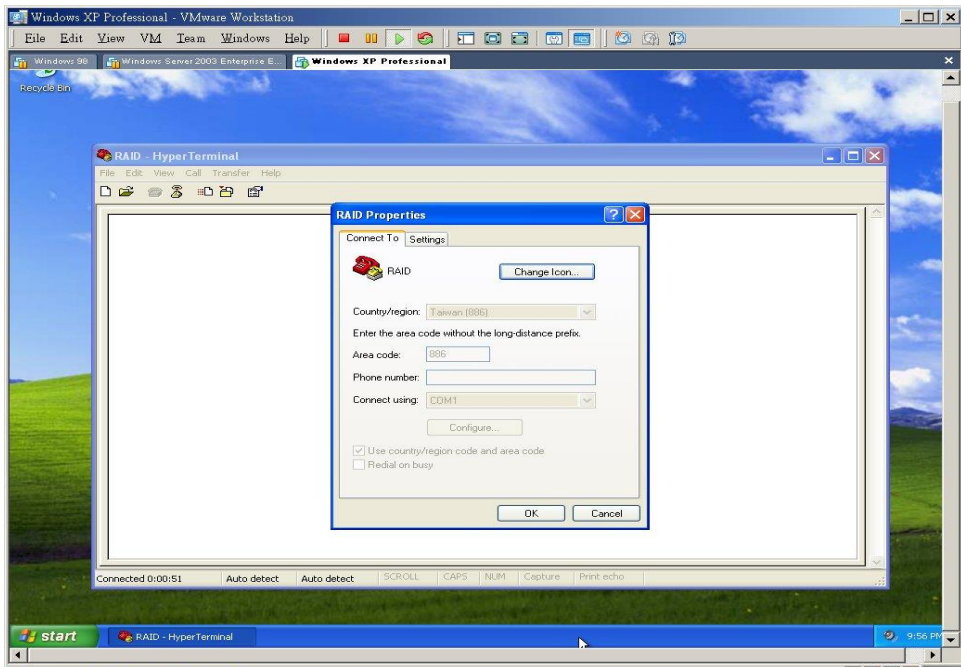 Windows XP Professional - VMware Workstation
File Edit View VM Team Windows Help
Windows 98 Windows Server 2003 Enterprise E... Windows XP Professional
Recycle Bin
RAID - HyperTerminal
File Edit View Call Transfer Help
RAID Properties
Connect To Settings
RAID Change Icon...
Country/region: Taiwan (886)
Enter the area code without the long-distance prefix.
Area code: 886
Phone number:
Connect using: COM1
Configure...
Use country/region code and area code
Redial on busy
OK Cancel
Connected 0:00:51 Auto detect Auto detect SCROLL CAPS NUM Capture Print echo
start RAID - HyperTerminal 9:56 PM